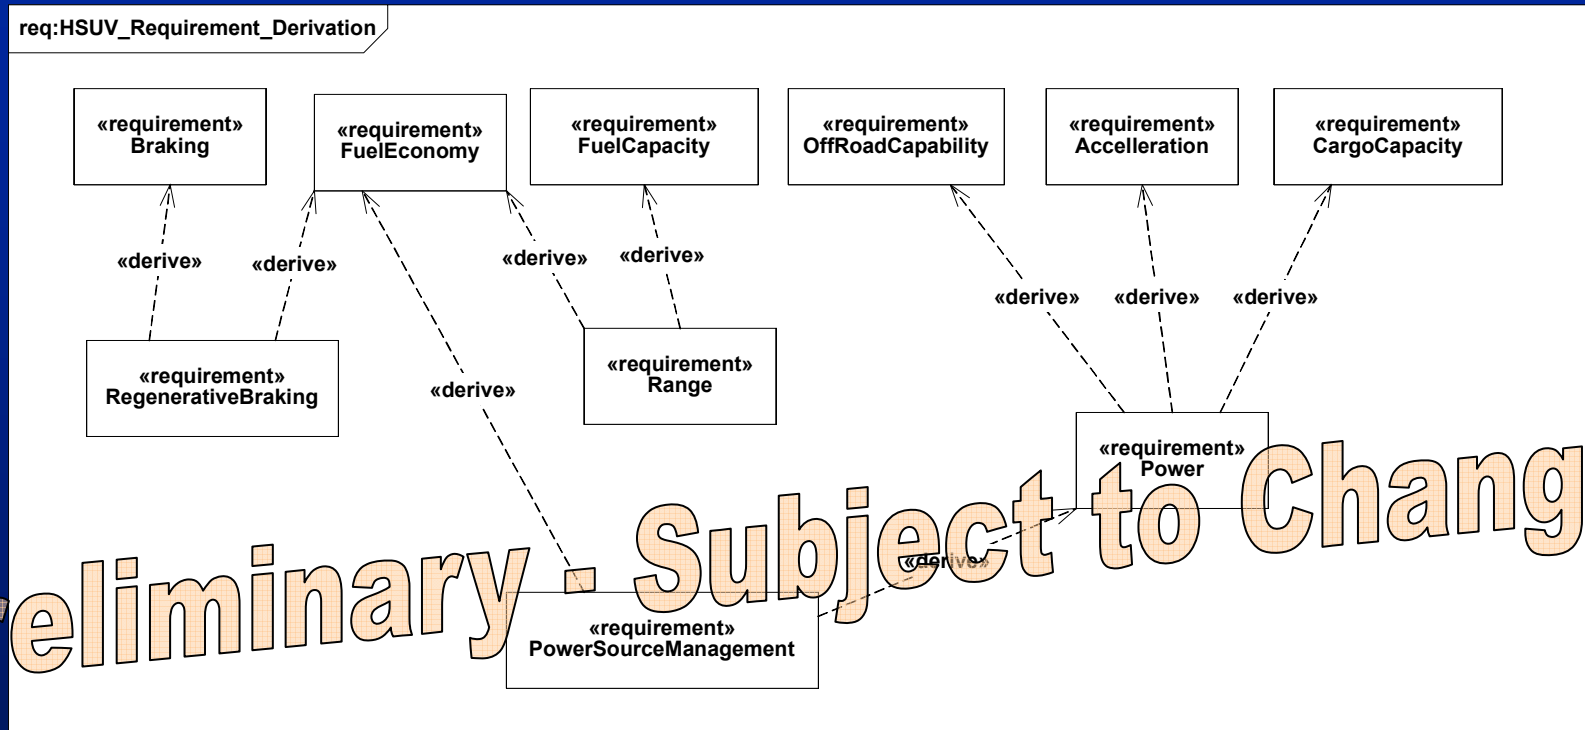 req:HSUV_Requirement_Derivation
«requirement»
Braking
«requirement»
FuelEconomy
«requirement»
FuelCapacity
«requirement»
OffRoadCapability
«requirement»
Accelleration
«requirement»
CargoCapacity
«derive»
«derive»
«derive»
«derive»
«derive»
«derive»
«derive»
«requirement»
RegenerativeBraking
«derive»
«requirement»
Range
«requirement»
Power
eliminary - Subject to Chang
«derive»
«requirement»
PowerSourceManagement